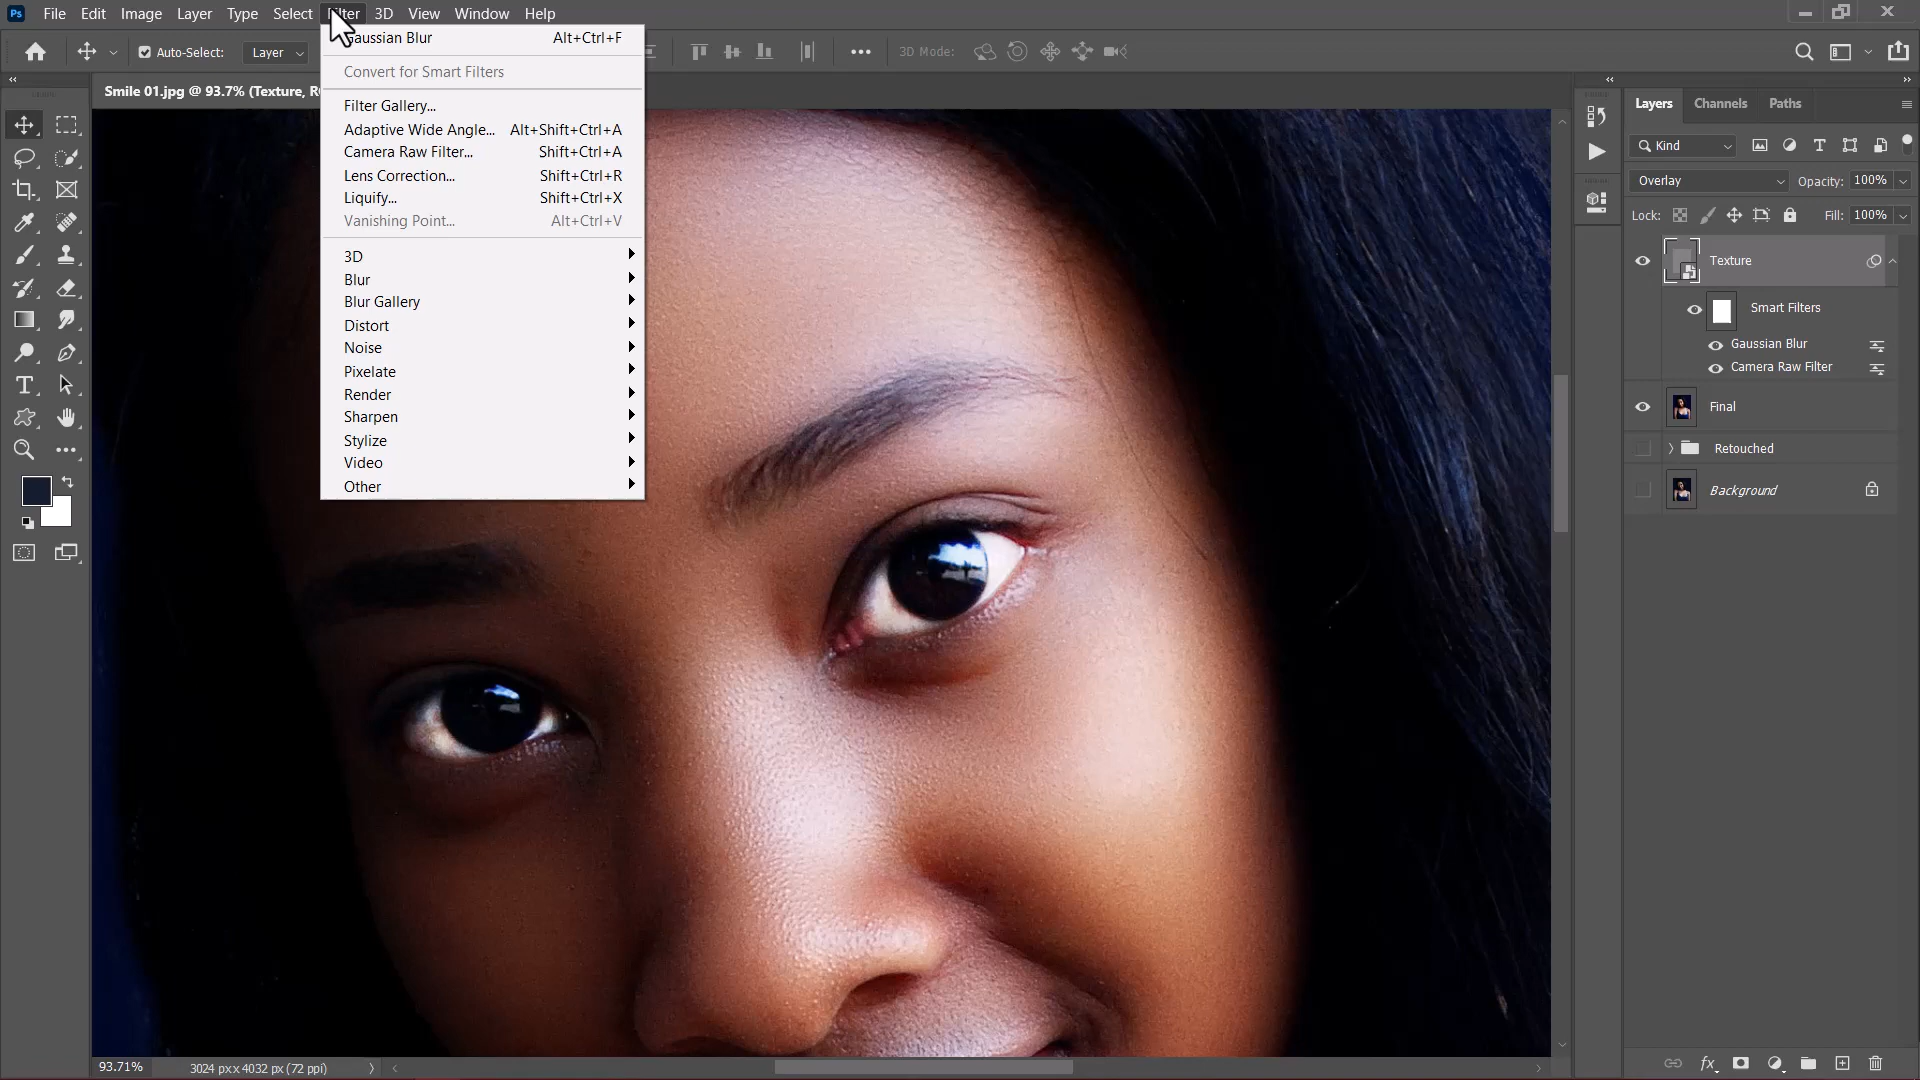 Ps File Edit Image Layer Type Select Filter 3D View Window Help
Auto-Select: Layer 3D Mode:
Smile 01.jpg @ 93.7% (Texture,
Gaussian Blur Alt+Ctrl+F
Convert for Smart Filters
Filter Gallery...
Adaptive Wide Angle... Alt+Shift+Ctrl+A
Camera Raw Filter... Shift+Ctrl+A
Lens Correction... Shift+Ctrl+R
Liquify... Shift+Ctrl+X
Vanishing Point... Alt+Ctrl+V
3D
Blur
Blur Gallery
Distort
Noise
Pixelate
Render
Sharpen
Stylize
Video
Other
Layers Channels Paths
Kind
Overlay Opacity: 100%
Lock: Fill: 100%
Texture
Smart Filters
Gaussian Blur
Camera Raw Filter
Final
Retouched
Background
fx
93.71% 3024 px x 4032 px (72 ppi)